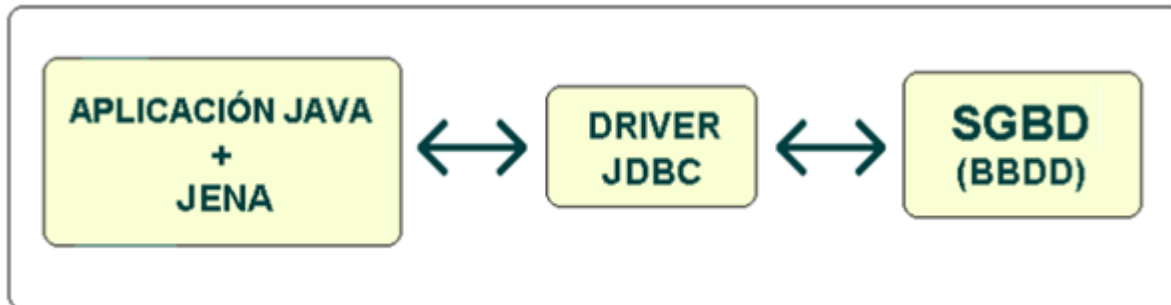 APLICACIÓN JAVA
+
JENA
DRIVER
JDBC
SGBD
(BBDD)